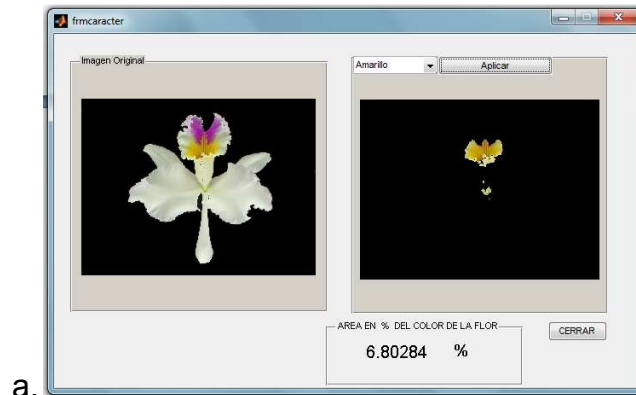 frmcaracter
Imagen Original
Amarillo
Aplicar
AREA EN % DEL COLOR DE LA FLOR
6.80284 %
CERRAR
a.